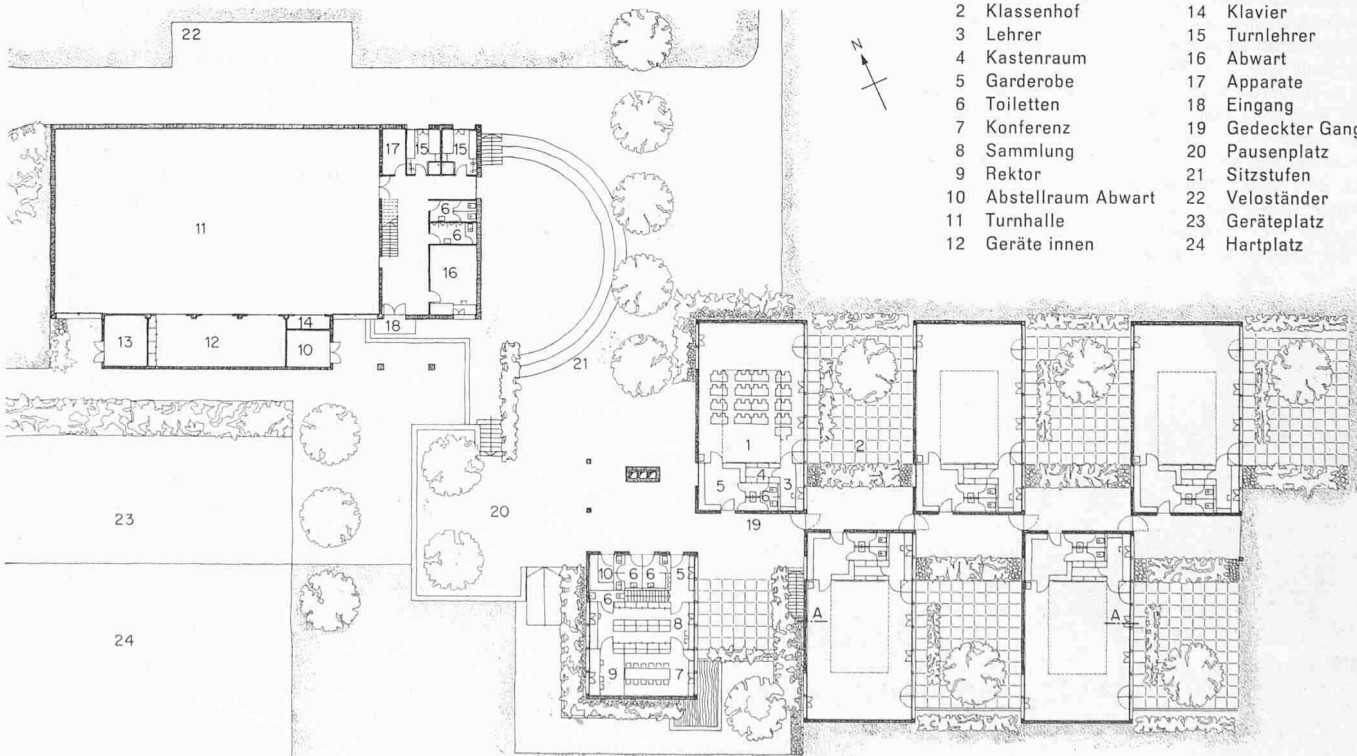 2 Klassenhof
3 Lehrer
4 Kastenraum
5 Garderobe
6 Toiletten
7 Konferenz
8 Sammlung
9 Rektor
10 Abstellraum Abwart
11 Turnhalle
12 Geräte innen
14 Klavier
15 Turnlehrer
16 Abwart
17 Apparate
18 Eingang
19 Gedeckter Gang
20 Pausenplatz
21 Sitzstufen
22 Veloständer
23 Geräteplatz
24 Hartplatz
N
22
17 15 15
6
11
6
16
18
14
13 12 10
21
1
2
4
5 3
6
23
20
19
10 6 6 5
6
8
A A
24
9 7